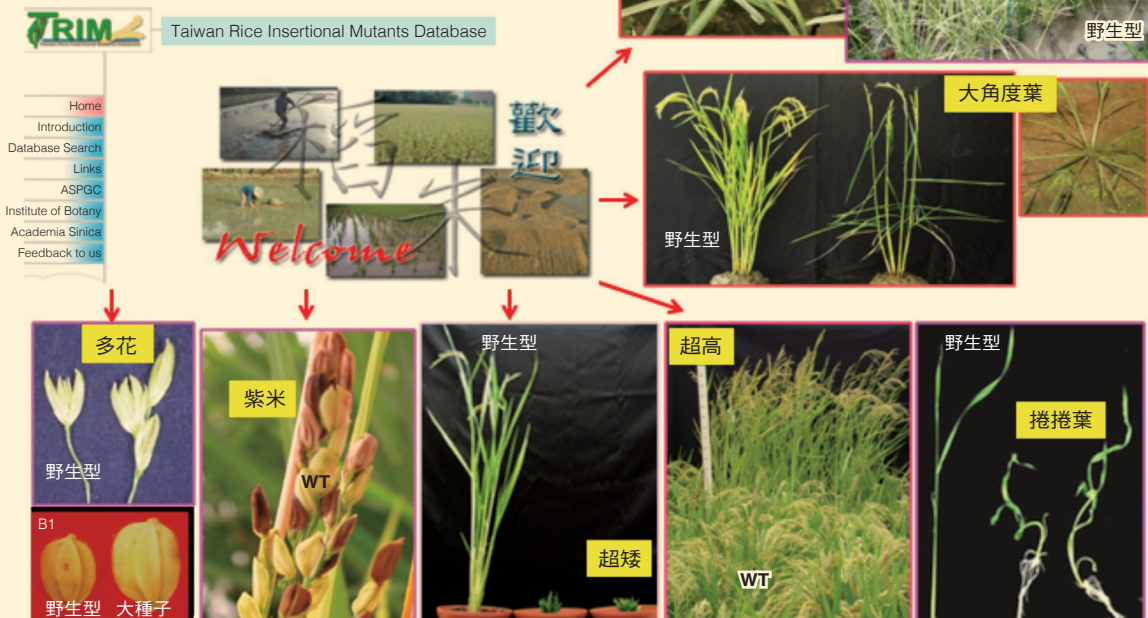 TRIM
Taiwan Rice Insertional Mutants Database
野生型
Home
Introduction
Database Search
Links
ASPGC
Institute of Botany
Academia Sinica
Feedback to us
歡
迎
稻
禾
Welcome
大角度葉
野生型
多花
野生型
B1
野生型 大種子
紫米
WT
野生型
超矮
超高
WT
野生型
捲捲葉